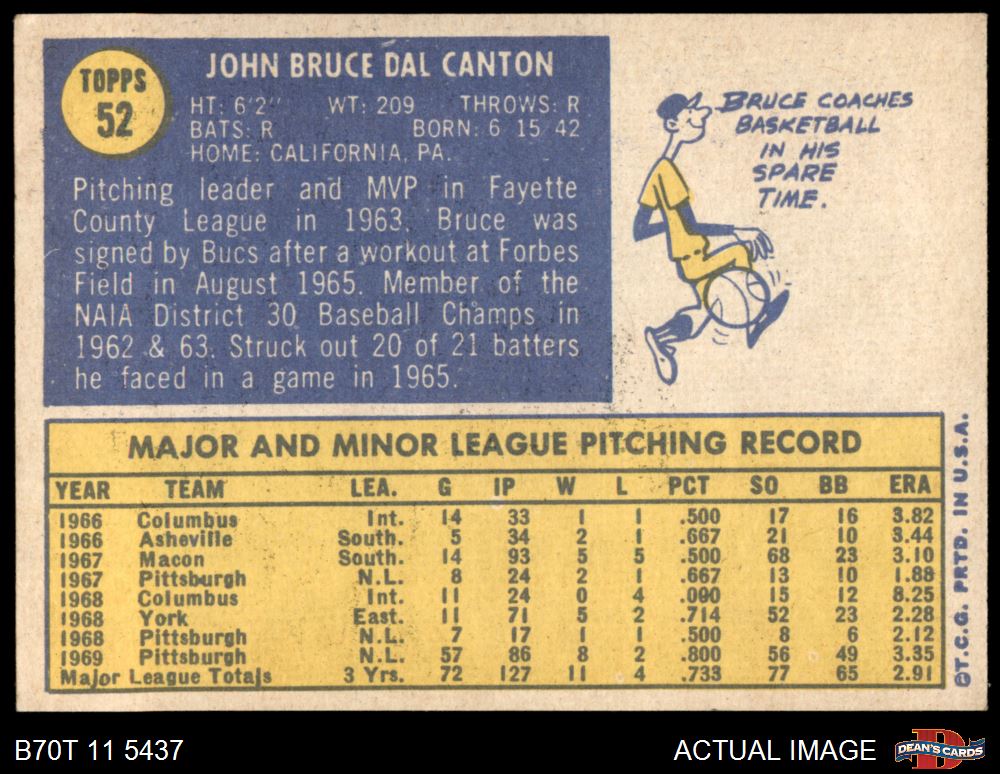 TOPPS
52
JOHN BRUCE DAL CANTON
HT: 6'2" WT: 209 THROWS: R
BATS: R BORN: 6 15 42
HOME: CALIFORNIA, PA.
Pitching leader and MVP in Fayette
County League in 1963. Bruce was
signed by Bucs after a workout at Forbes
Field in August 1965. Member of the
NAIA District 30 Baseball Champs in
1962 & 63. Struck out 20 of 21 batters
he faced in a game in 1965.
BRUCE COACHES
BASKETBALL
IN HIS
SPARE
TIME.
MAJOR AND MINOR LEAGUE PITCHING RECORD
YEAR TEAM LEA. G IP W L PCT SO BB ERA
1966 Columbus Int. 14 33 1 1 .500 17 16 3.82
1966 Asheville South. 5 34 2 1 .667 21 10 3.44
1967 Macon South. 14 93 5 5 .500 68 23 3.10
1967 Pittsburgh N.L. 8 24 2 1 .667 13 10 1.88
1968 Columbus Int. 11 24 0 4 .000 15 12 8.25
1968 York East. 11 71 5 2 .714 52 23 2.28
1968 Pittsburgh N.L. 7 17 1 1 .500 8 6 2.12
1969 Pittsburgh N.L. 57 86 8 2 .800 56 49 3.35
Major League Totals 3 Yrs. 72 127 11 4 .733 77 65 2.91
©T.C.G. PRTD. IN U.S.A.
B70T 11 5437
ACTUAL IMAGE
D
DEAN'S CARDS